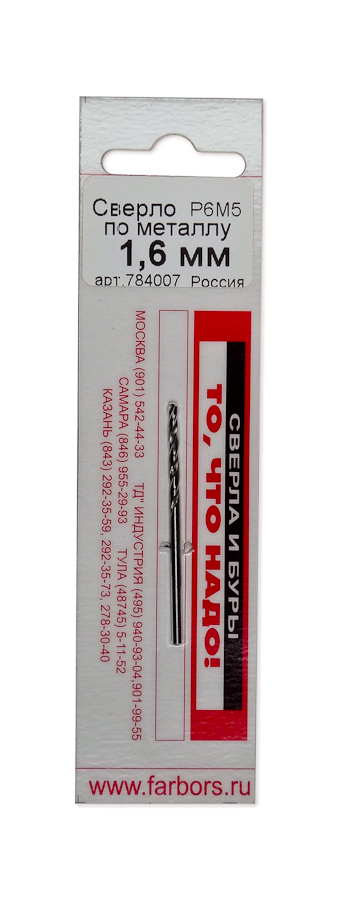 Сверло Р6М5
по металлу
1,6 мм
арт.784007 Россия
СВЕРЛА И БУРЫ
ТО, ЧТО НАДО!
МОСКВА (901) 542-44-33 ТД" ИНДУСТРИЯ (495) 940-93-04,901-99-55
САМАРА (846) 955-29-93 ТУЛА (48745) 5-11-52
КАЗАНЬ (843) 292-35-59, 292-35-73, 278-30-40
www.farbors.ru